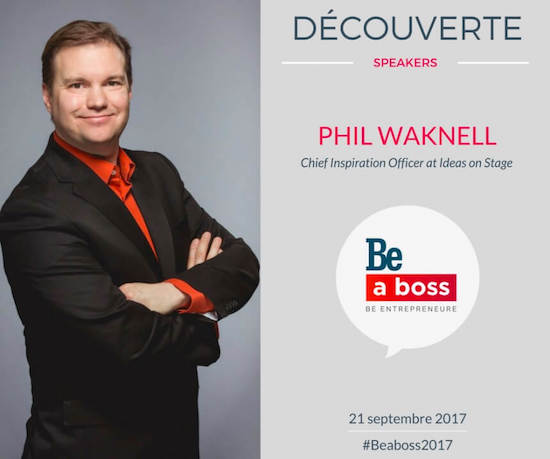 DÉCOUVERTE
SPEAKERS
PHIL WAKNELL
Chief Inspiration Officer at Ideas on Stage
Be
a boss
BE ENTREPRENEURE
21 septembre 2017
#Beaboss2017